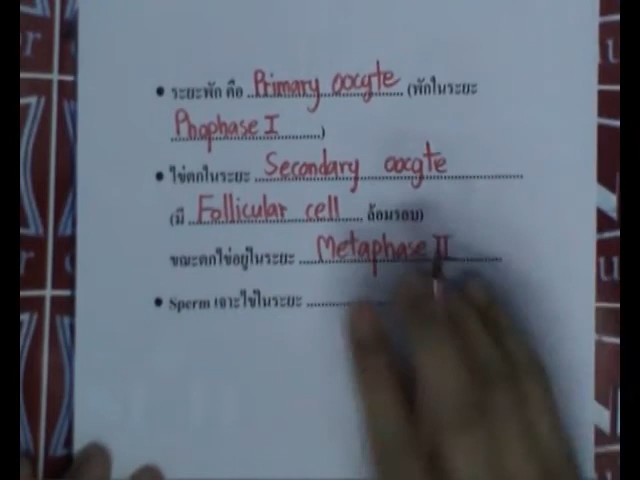 • ระยะพัก คือ Primary oocyte (พักในระยะ
Phophase I)
• ไข่ตกในระยะ Secondary oocyte
(มี Follicular cell ล้อมรอบ)
ขณะตกไข่อยู่ในระยะ Metaphase II
• Sperm เจาะไข่ในระยะ